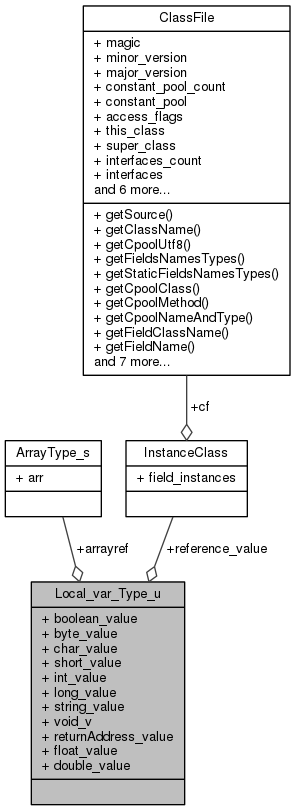 ClassFile
+ magic
+ minor_version
+ major_version
+ constant_pool_count
+ constant_pool
+ access_flags
+ this_class
+ super_class
+ interfaces_count
+ interfaces
and 6 more...
+ getSource()
+ getClassName()
+ getCpoolUtf8()
+ getFieldsNamesTypes()
+ getStaticFieldsNamesTypes()
+ getCpoolClass()
+ getCpoolMethod()
+ getCpoolNameAndType()
+ getFieldClassName()
+ getFieldName()
and 7 more...
+cf
ArrayType_s
+ arr
InstanceClass
+ field_instances
+arrayref
+reference_value
Local_var_Type_u
+ boolean_value
+ byte_value
+ char_value
+ short_value
+ int_value
+ long_value
+ string_value
+ void_v
+ returnAddress_value
+ float_value
+ double_value